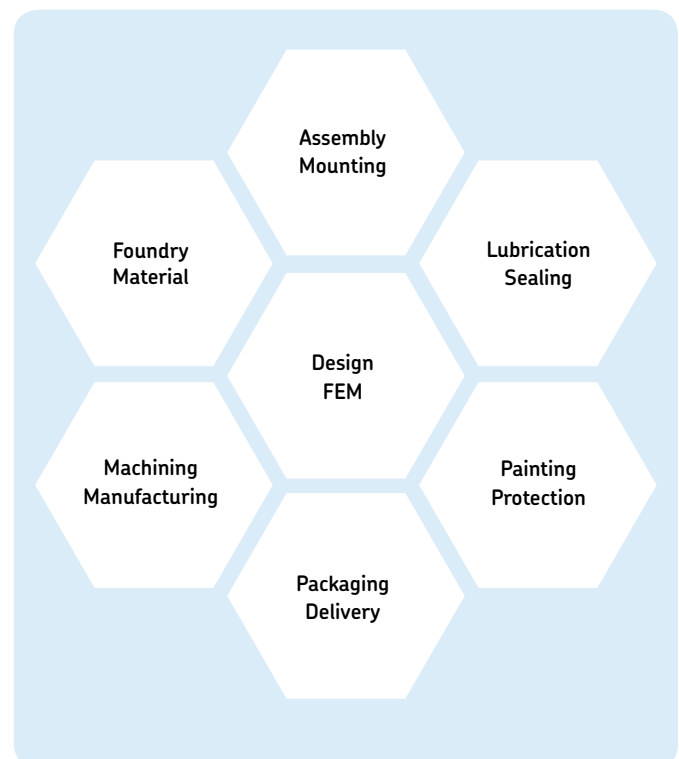 Assembly
Mounting
Foundry
Material
Lubrication
Sealing
Design
FEM
Machining
Manufacturing
Painting
Protection
Packaging
Delivery